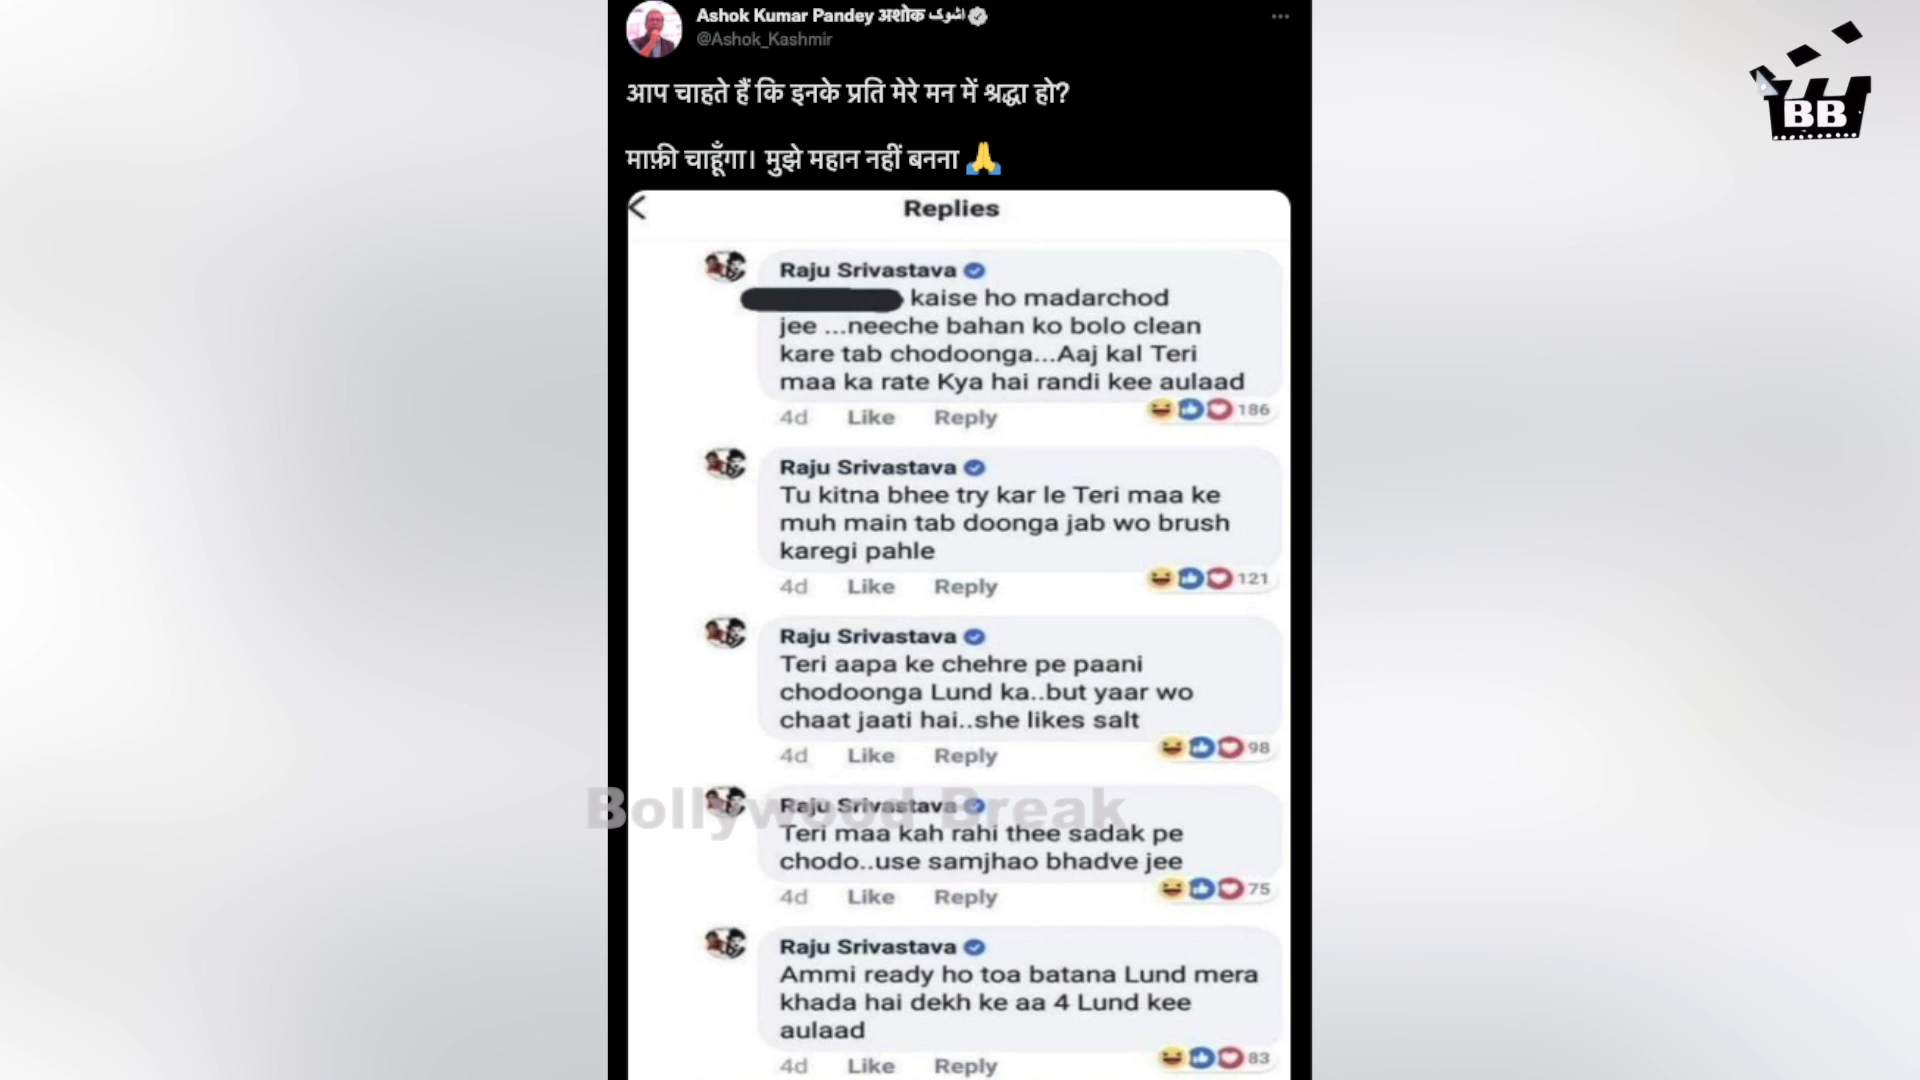 Ashok Kumar Pandey अशोक اشوک
@Ashok_Kashmir
आप चाहते हैं कि इनके प्रति मेरे मन में श्रद्धा हो?
माफ़ी चाहूँगा। मुझे महान नहीं बनना 🙏
BB
Replies
Raju Srivastava
kaise ho madarchod
jee ...neeche bahan ko bolo clean
kare tab chodoonga...Aaj kal Teri
maa ka rate Kya hai randi kee aulaad
4d Like Reply 186
Raju Srivastava
Tu kitna bhee try kar le Teri maa ke
muh main tab doonga jab wo brush
karegi pahle
4d Like Reply 121
Raju Srivastava
Teri aapa ke chehre pe paani
chodoonga Lund ka..but yaar wo
chaat jaati hai..she likes salt
4d Like Reply 98
Bollywood Break
Raju Srivastava
Teri maa kah rahi thee sadak pe
chodo..use samjhao bhadve jee
4d Like Reply 75
Raju Srivastava
Ammi ready ho toa batana Lund mera
khada hai dekh ke aa 4 Lund kee
aulaad
4d Like Reply 83